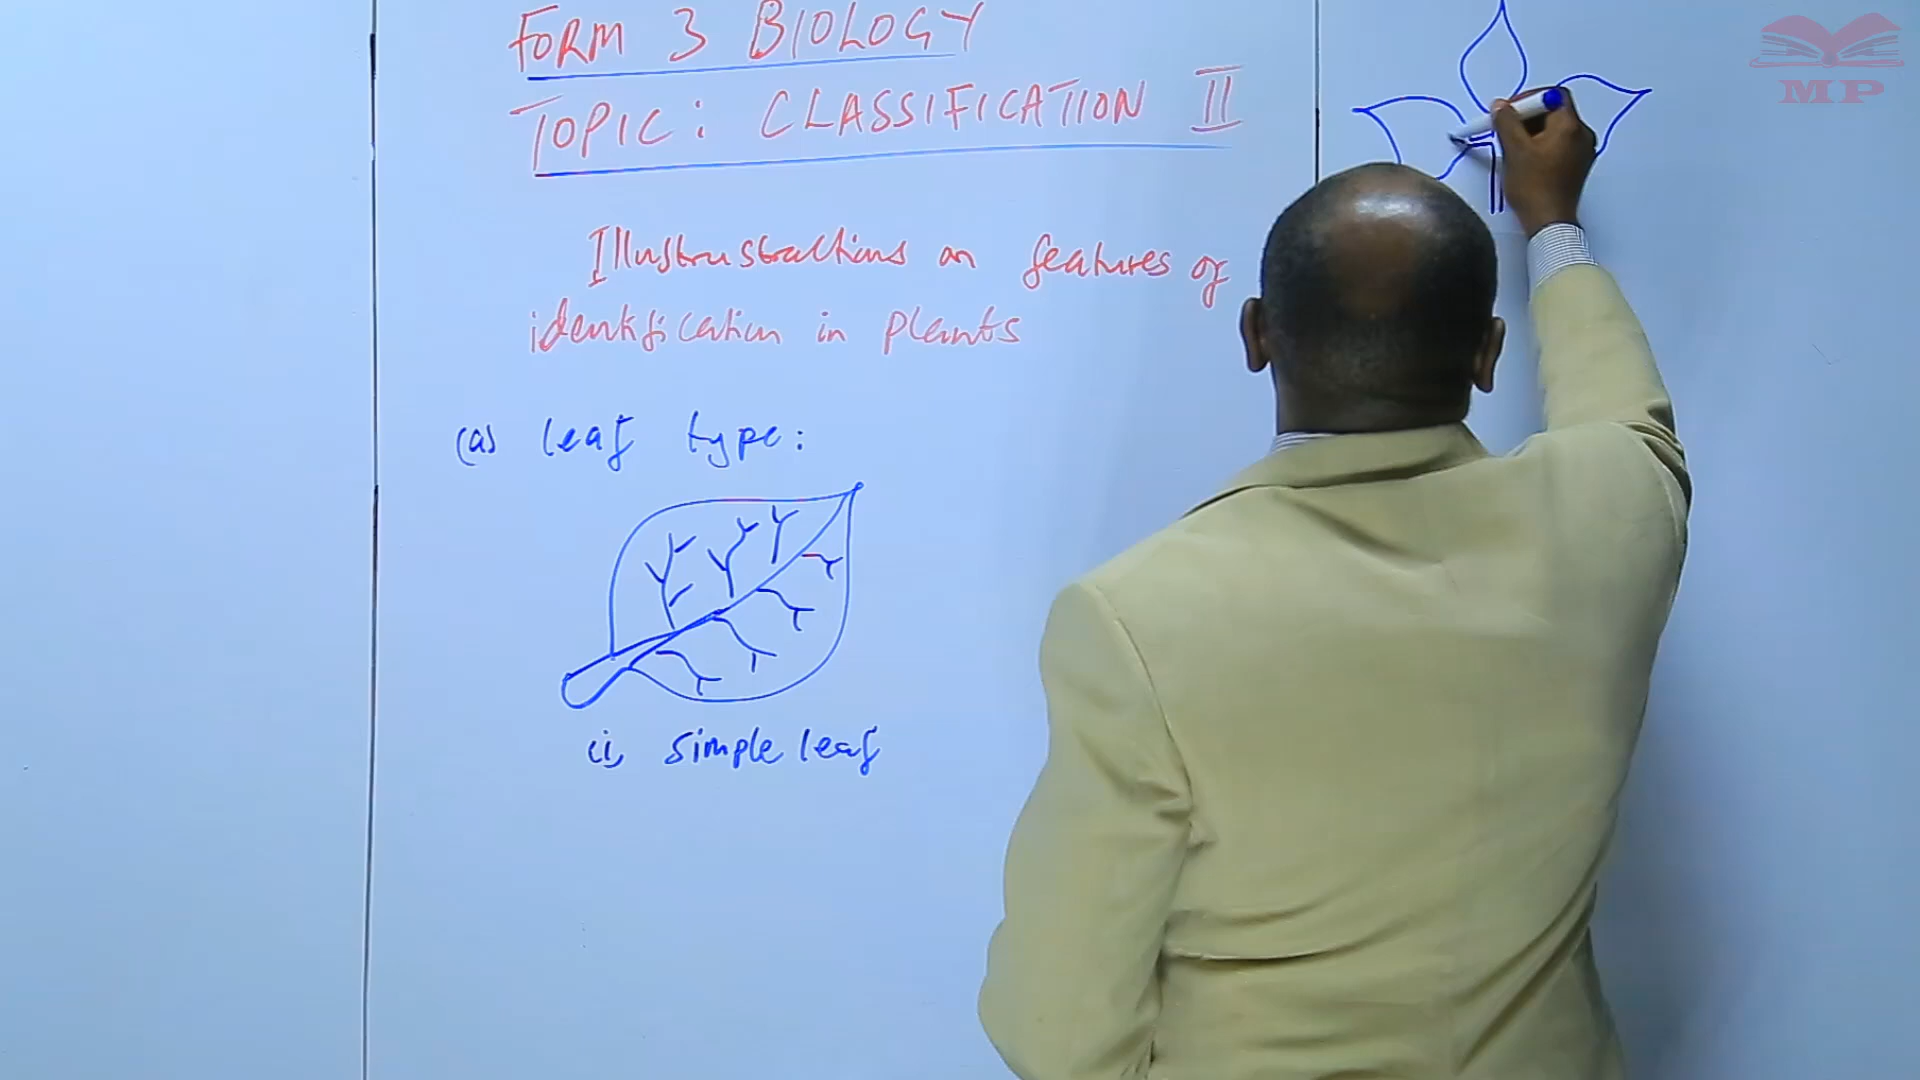 FORM 3 BIOLOGY
TOPIC: CLASSIFICATION II
Illustrustrations on features of
identification in plants
(a) leaf type:
(i) simple leaf
MP